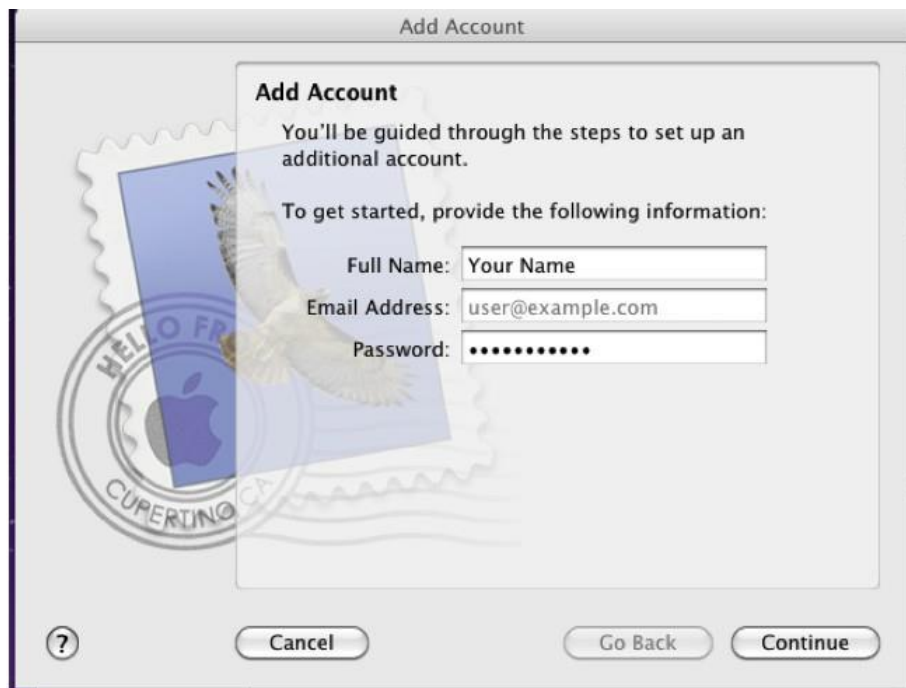 Add Account
Add Account
You'll be guided through the steps to set up an
additional account.
To get started, provide the following information:
Full Name: Your Name
Email Address: user@example.com
Password: •••••••••••
HELLO FR
CUPERTINO CA
? Cancel Go Back Continue